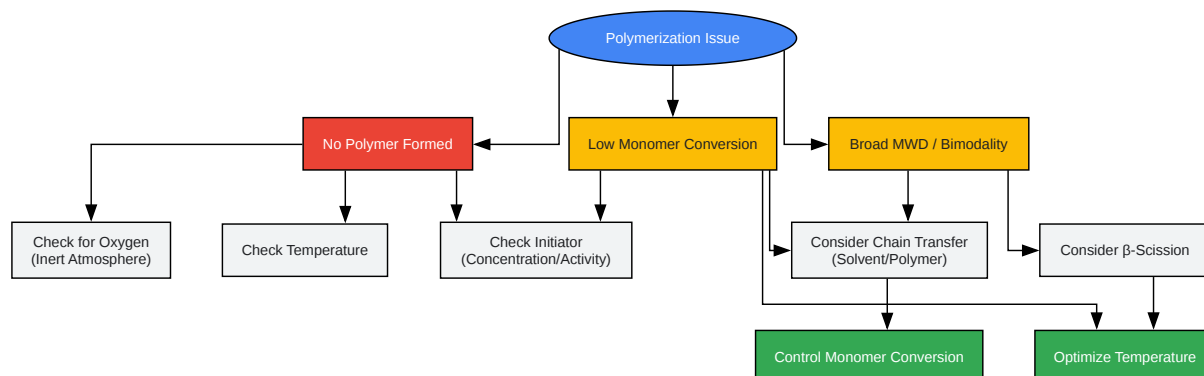 Polymerization Issue
No Polymer Formed
Low Monomer Conversion
Broad MWD / Bimodality
Check for Oxygen
(Inert Atmosphere)
Check Temperature
Check Initiator
(Concentration/Activity)
Consider Chain Transfer
(Solvent/Polymer)
Consider β-Scission
Control Monomer Conversion
Optimize Temperature